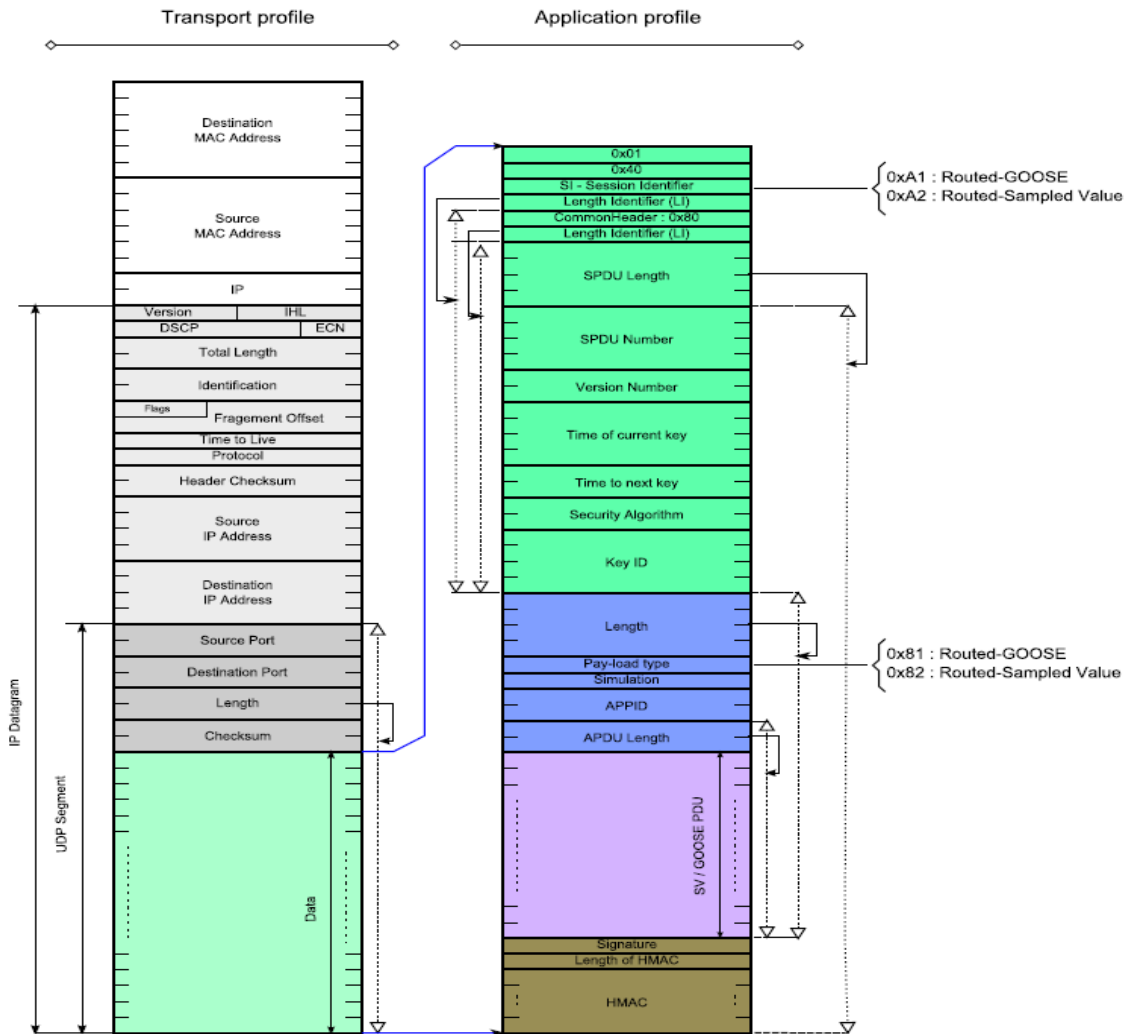 Transport profile
Application profile
Destination
MAC Address
Source
MAC Address
IP
Version
IHL
DSCP
ECN
Total Length
Identification
Flags
Fragement Offset
Time to Live
Protocol
Header Checksum
Source
IP Address
Destination
IP Address
Source Port
Destination Port
Length
Checksum
Data
IP Datagram
UDP Segment
0x01
0x40
SI - Session Identifier
Length Identifier (LI)
CommonHeader : 0x80
Length Identifier (LI)
SPDU Length
SPDU Number
Version Number
Time of current key
Time to next key
Security Algorithm
Key ID
Length
Pay-load type
Simulation
APPID
APDU Length
SV / GOOSE PDU
Signature
Length of HMAC
HMAC
0xA1 : Routed-GOOSE
0xA2 : Routed-Sampled Value
0x81 : Routed-GOOSE
0x82 : Routed-Sampled Value